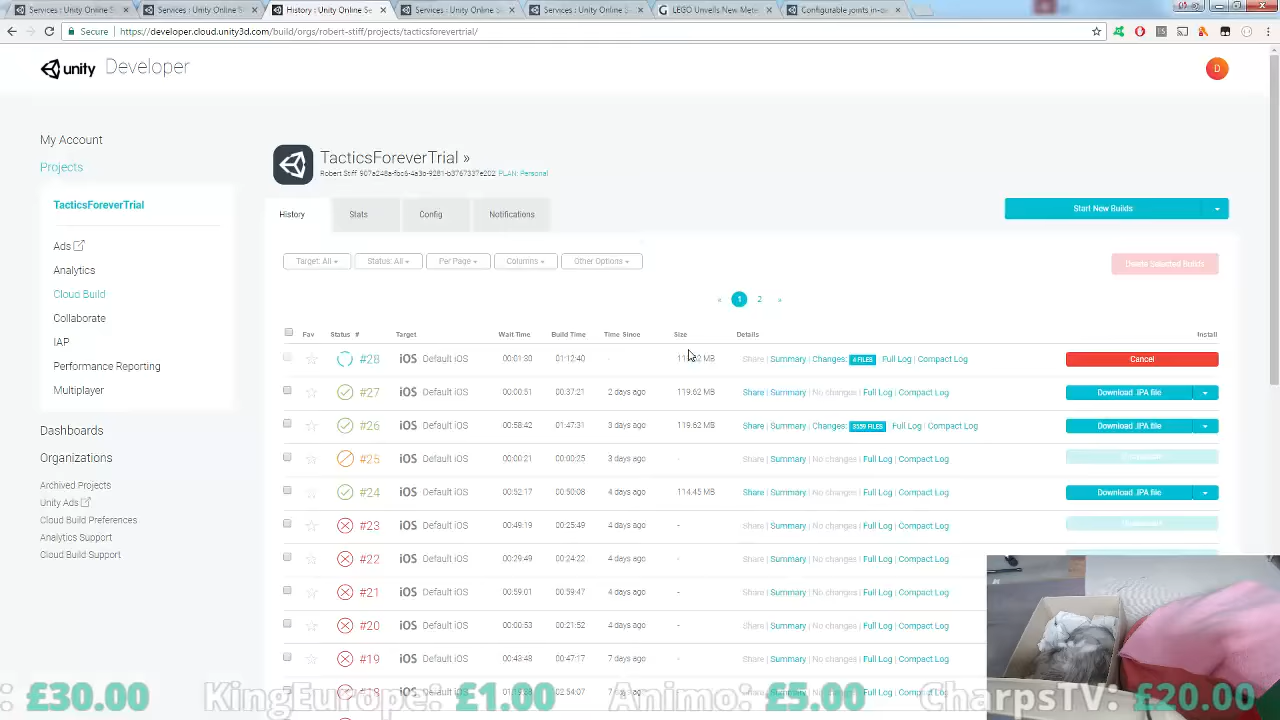 Services : Unity Online S
Services : Unity Online S
History : Tactics Se
Services : Unity Online S
Services : Unity Online S
LEGO Unveils New Met
Configurable joints in-e
Secure
https://developer.cloud.unity3d.com/build/orgs/robert-stiff/projects/tacticsforevertrial/
unity Developer
D
My Account
Projects
TacticsForeverTrial
Ads
Analytics
Cloud Build
Collaborate
IAP
Performance Reporting
Multiplayer
Dashboards
Organizations
Archived Projects
Unity Ads
Cloud Build Preferences
Analytics Support
Cloud Build Support
TacticsForeverTrial »
Robert Stiff PLAN: Personal
History Stats Config Notifications
Start New Builds
Target: All Status: All Per Page Columns Other Options
Delete Selected Builds
« 1 2 »
Fav Status # Target Wait Time Build Time Time Since Size Details Install
#28 iOS Default iOS 00:01:30 01:12:40 - MB Share | Summary | Changes: 4 FILES Full Log | Compact Log Cancel
#27 iOS Default iOS 00:00:51 00:37:21 2 days ago 119.62 MB Share | Summary | No changes | Full Log | Compact Log Download .IPA file
#26 iOS Default iOS 00:58:42 01:47:31 3 days ago 119.62 MB Share | Summary | Changes: 3159 FILES Full Log | Compact Log Download .IPA file
#25 iOS Default iOS 00:00:21 00:00:25 3 days ago - Share | Summary | No changes | Full Log | Compact Log
#24 iOS Default iOS 00:52:17 00:50:08 4 days ago 114.45 MB Share | Summary | No changes | Full Log | Compact Log Download .IPA file
#23 iOS Default iOS 00:49:19 00:25:49 4 days ago - Share | Summary | No changes | Full Log | Compact Log
#22 iOS Default iOS 00:29:49 00:24:22 4 days ago - Share | Summary | No changes | Full Log | Compact Log
#21 iOS Default iOS 00:59:01 4 days ago - Share | Summary | No changes | Full Log | Compact Log
#20 iOS Default iOS 00:00:53 00:21:52 4 days ago - Share | Summary | No changes | Full Log | Compact Log
#19 iOS Default iOS 00:43:48 00:47:17 7 days ago - Share | Summary | No changes | Full Log | Compact Log
: £30.00 KingEurope: £1.00 Animo: £5.00 CharpsTV: £20.00